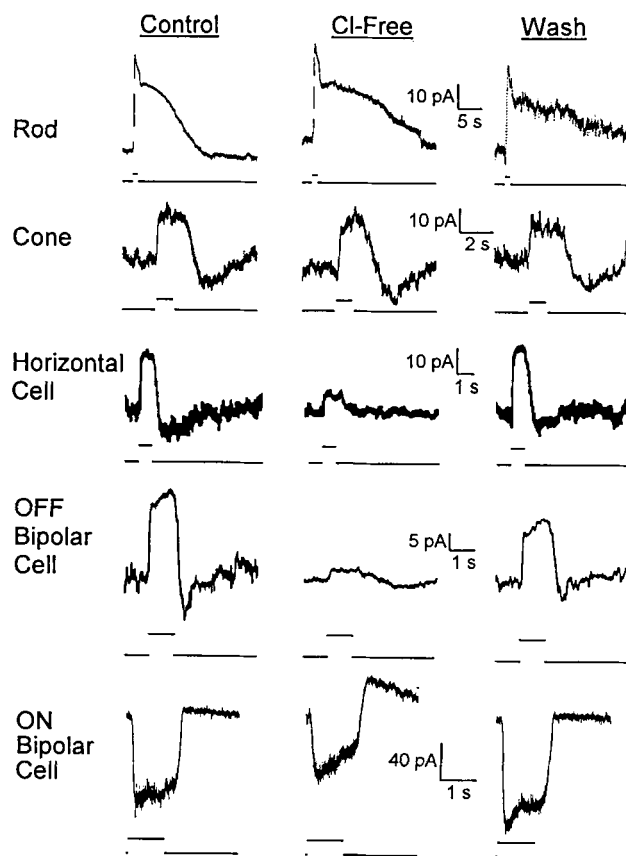 Control Cl-Free Wash
Rod
10 pA
5 s
Cone
10 pA
2 s
Horizontal
Cell
10 pA
1 s
OFF
Bipolar
Cell
5 pA
1 s
ON
Bipolar
Cell
40 pA
1 s